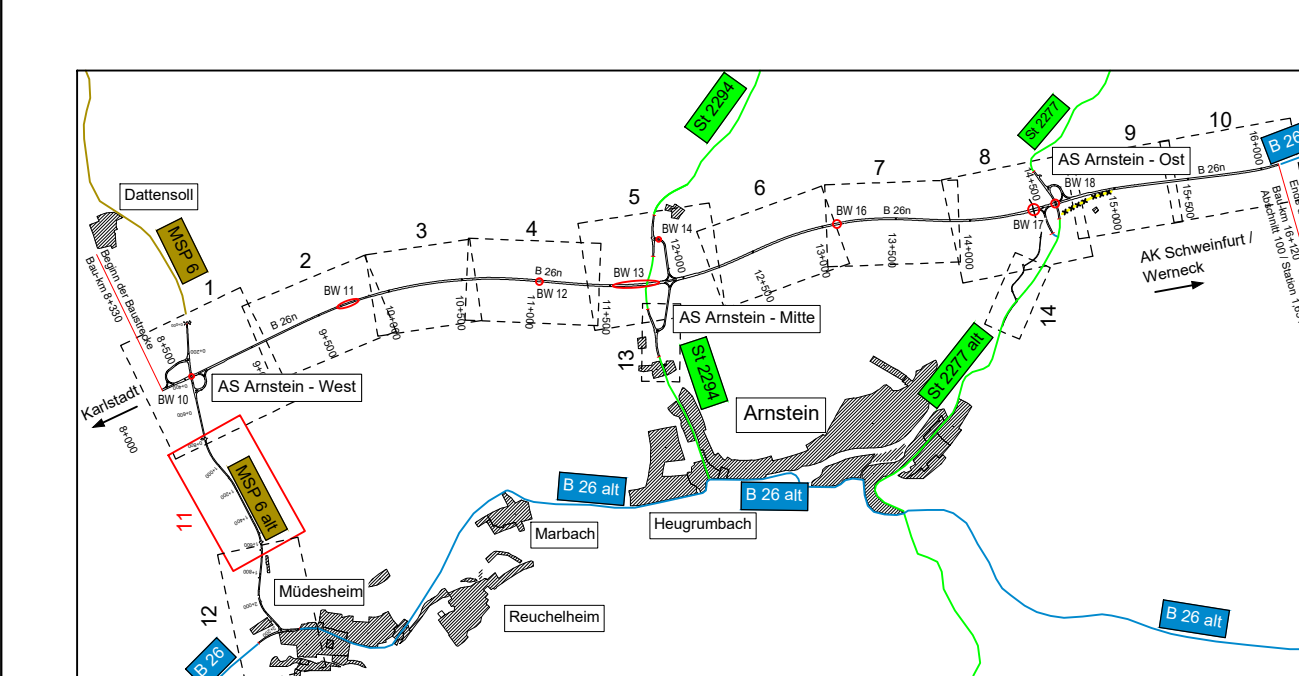 St 2294
St 2277
10
9
B 26
16+000
8
AS Arnstein - Ost
B 26n
7
14+500
BW 18
15+500
15+000
6
Dattensoll
5
BW 16
B 26n
BW 17
MSP 6
4
BW 14
3
12+000
13+000
13+500
14+000
AK Schweinfurt /
Werneck
Bau-km 16+120
Beginn der Baustrecke
Bau-km 8+330
2
B 26n
BW 13
BW 12
12+500
1
BW 11
B 26n
10+000
10+500
11+000
11+500
9+500
8+500
AS Arnstein - Mitte
14
13
St 2294
St 2277 alt
AS Arnstein - West
BW 10
Karlstadt
8+000
Arnstein
MSP 6 alt
11
B 26 alt
B 26 alt
Heugrumbach
Marbach
Müdesheim
12
Reuchelheim
B 26
B 26 alt